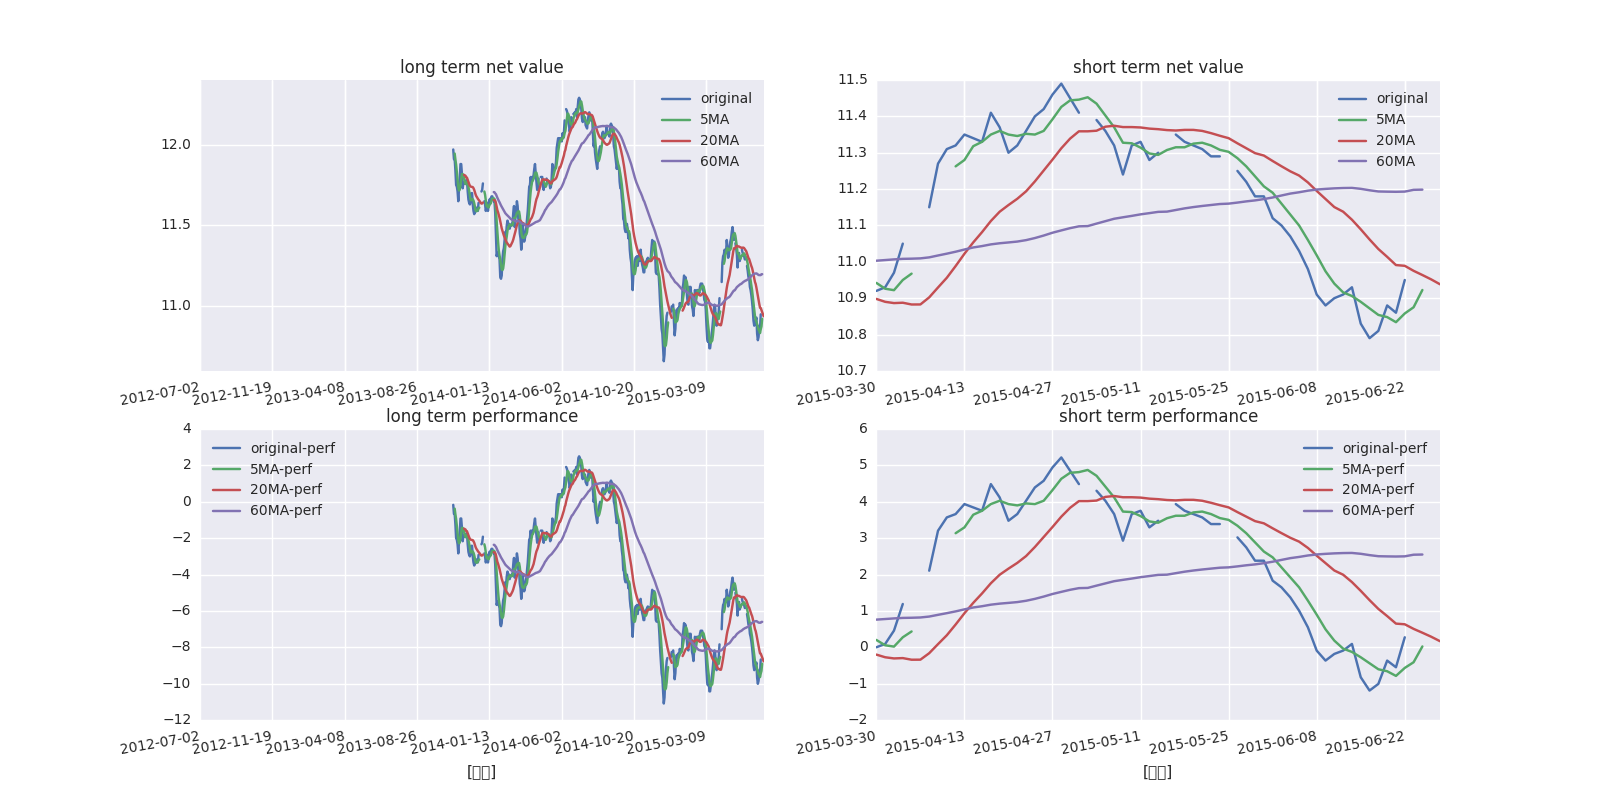 long term net value
12.0
11.5
11.0
original
5MA
20MA
60MA
2012-07-02 2012-11-19 2013-04-08 2013-08-26 2014-01-13 2014-06-02 2014-10-20 2015-03-09
short term net value
11.5
11.4
11.3
11.2
11.1
11.0
10.9
10.8
10.7
original
5MA
20MA
60MA
2015-03-30 2015-04-13 2015-04-27 2015-05-11 2015-05-25 2015-06-08 2015-06-22
long term performance
4
2
0
−2
−4
−6
−8
−10
−12
original-perf
5MA-perf
20MA-perf
60MA-perf
2012-07-02 2012-11-19 2013-04-08 2013-08-26 2014-01-13 2014-06-02 2014-10-20 2015-03-09
short term performance
6
5
4
3
2
1
0
−1
−2
original-perf
5MA-perf
20MA-perf
60MA-perf
2015-03-30 2015-04-13 2015-04-27 2015-05-11 2015-05-25 2015-06-08 2015-06-22